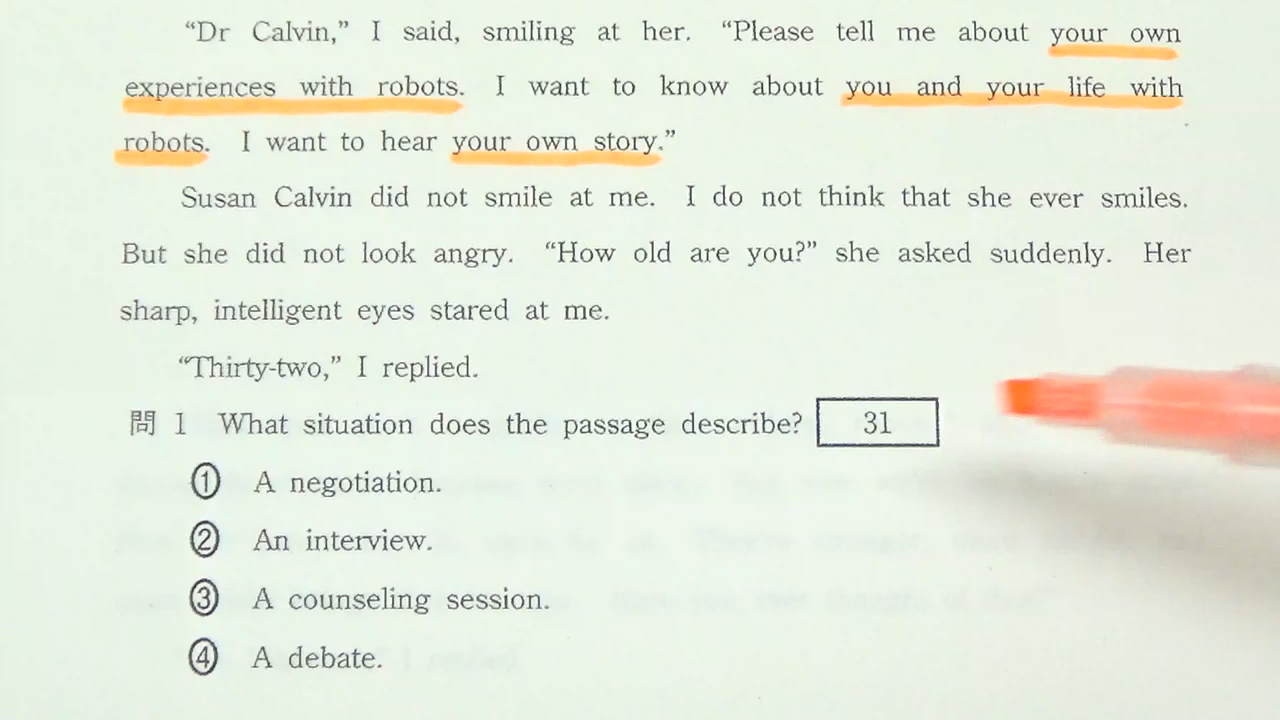 “Dr Calvin,” I said, smiling at her. “Please tell me about your own
experiences with robots. I want to know about you and your life with
robots. I want to hear your own story.”
Susan Calvin did not smile at me. I do not think that she ever smiles.
But she did not look angry. “How old are you?” she asked suddenly. Her
sharp, intelligent eyes stared at me.
“Thirty-two,” I replied.
問 1 What situation does the passage describe? 31
① A negotiation.
② An interview.
③ A counseling session.
④ A debate.